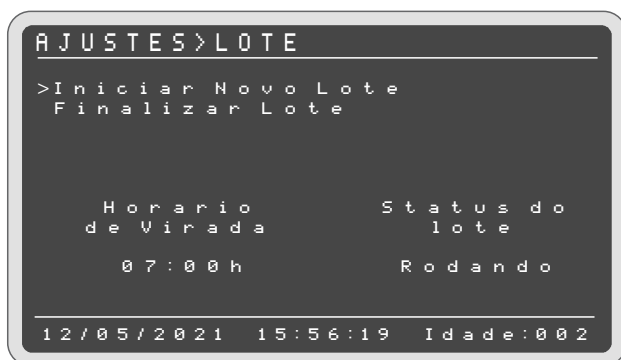 AJUSTES>LOTE
>Iniciar Novo Lote
Finalizar Lote
Horario de Virada
07:00h
Status do lote
Rodando
12/05/2021 15:56:19 Idade:002